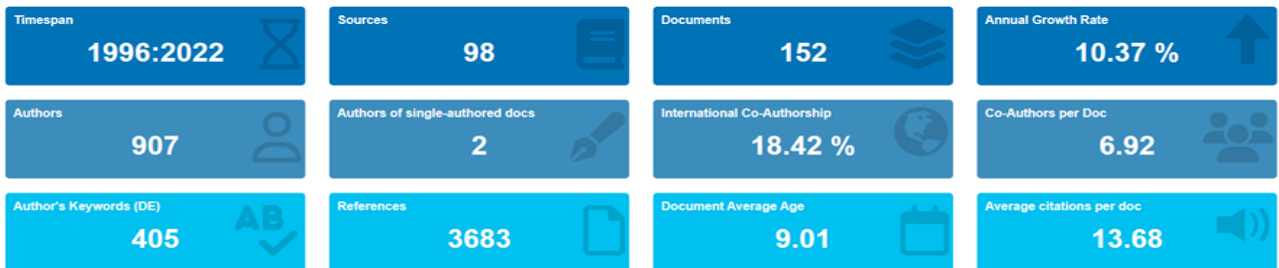 Timespan
1996:2022
Sources
98
Documents
152
Annual Growth Rate
10.37 %
Authors
907
Authors of single-authored docs
2
International Co-Authorship
18.42 %
Co-Authors per Doc
6.92
Author's Keywords (DE)
405
AB
References
3683
Document Average Age
9.01
Average citations per doc
13.68